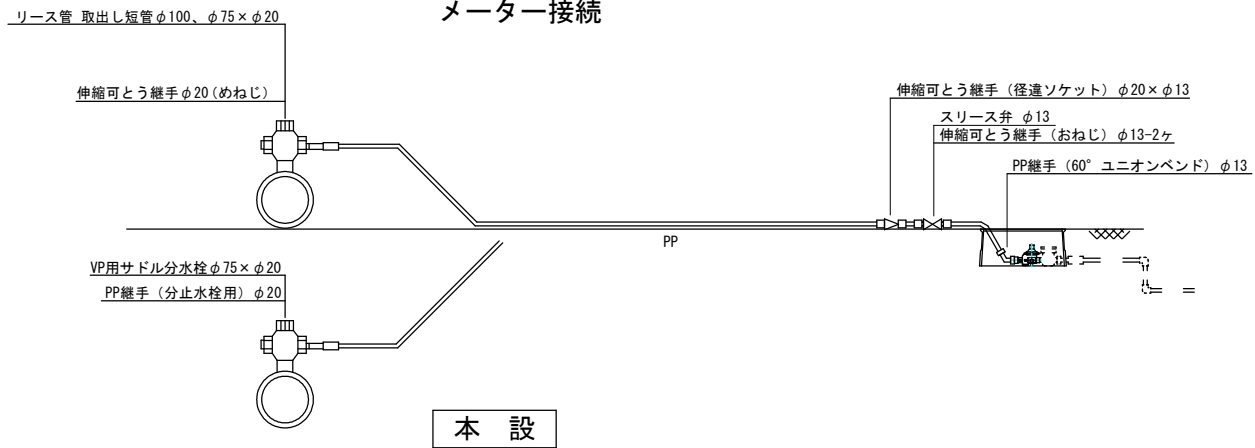 メーター接続
リース管 取出し短管φ100、φ75×φ20
伸縮可とう継手φ20(めねじ)
伸縮可とう継手（径違ソケット）φ20×φ13
スリース弁 φ13
伸縮可とう継手（おねじ）φ13-2ヶ
PP継手（60° ユニオンベンド）φ13
PP
VP用サドル分水栓φ75×φ20
PP継手（分止水栓用）φ20
本 設